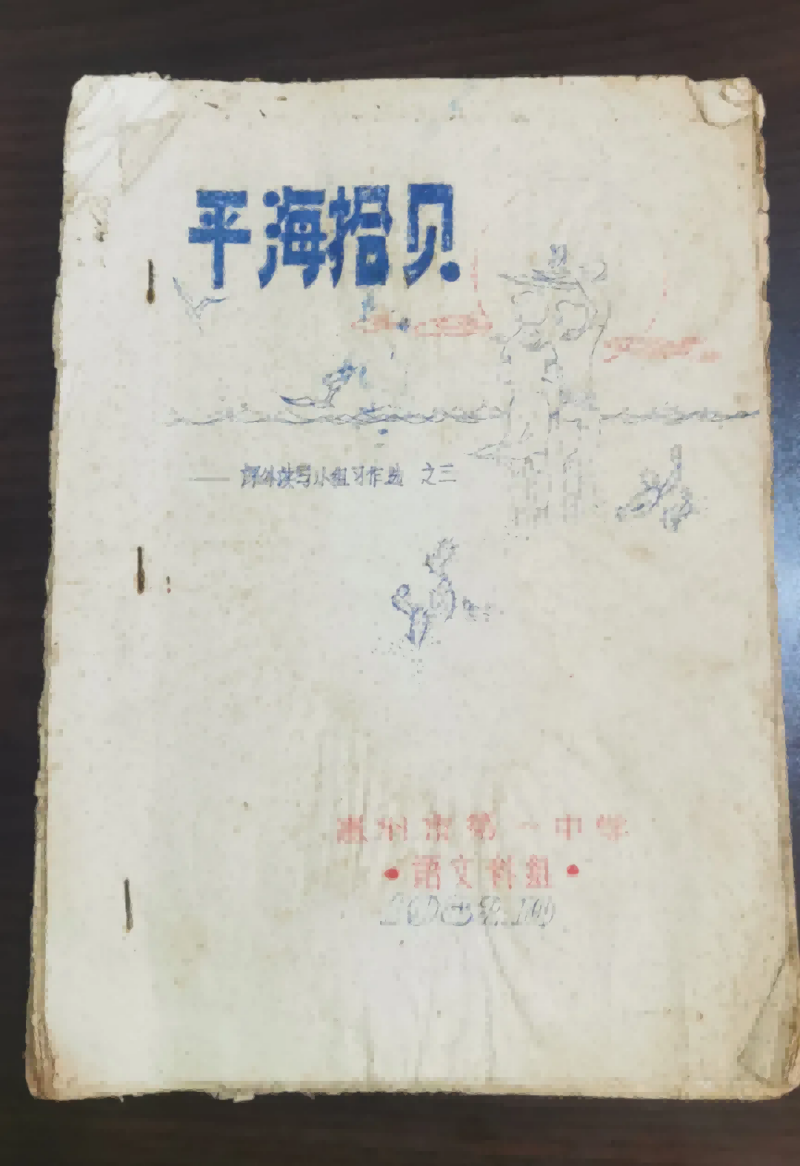 平海拾贝
——课外读写小组习作选 之三
惠州市第一中学
·语文科组·